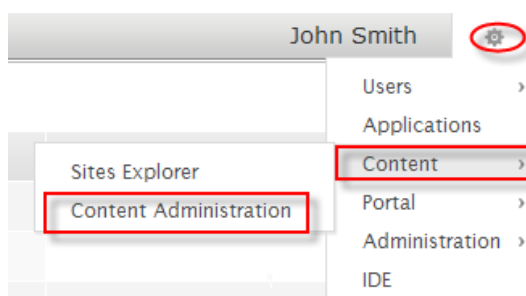 John Smith
Users
Applications
Content
Sites Explorer
Content Administration
Portal
Administration
IDE